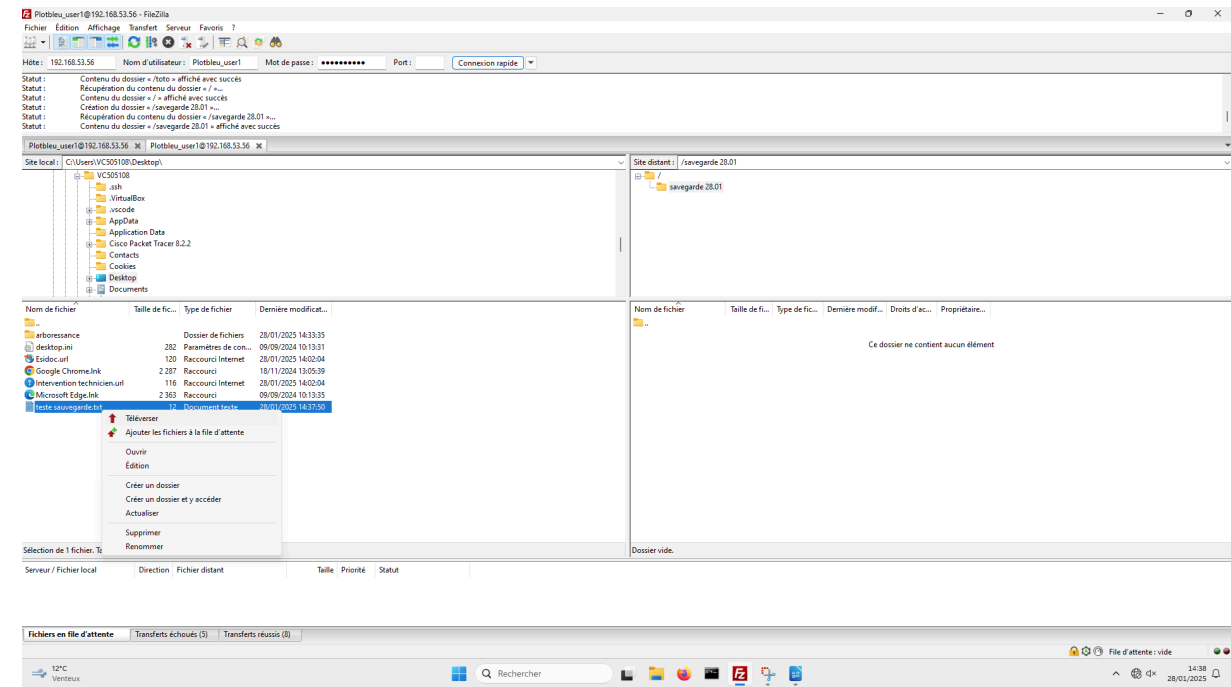 Plotbleu_user1@192.168.53.56 - FileZilla
Fichier Édition Affichage Transfert Serveur Favoris ?
Hôte : 192.168.53.56 Nom d'utilisateur : Plotbleu_user1 Mot de passe : ●●●●●●●●●● Port : Connexion rapide
Statut : Contenu du dossier « /toto » affiché avec succès
Statut : Récupération du contenu du dossier « / »...
Statut : Contenu du dossier « / » affiché avec succès
Statut : Création du dossier « /savegarde 28.01 »...
Statut : Récupération du contenu du dossier « /savegarde 28.01 »...
Statut : Contenu du dossier « /savegarde 28.01 » affiché avec succès
Plotbleu_user1@192.168.53.56 Plotbleu_user1@192.168.53.56
Site local : C:\Users\VC505108\Desktop\
VC505108
.ssh
.VirtualBox
.vscode
AppData
Application Data
Cisco Packet Tracer 8.2.2
Contacts
Cookies
Desktop
Documents
Site distant : /savegarde 28.01
/
savegarde 28.01
Nom de fichier Taille de fic... Type de fichier Dernière modificat...
..
arboressance Dossier de fichiers 28/01/2025 14:33:35
desktop.ini 282 Paramètres de con... 09/09/2024 10:13:31
Esidoc.url 120 Raccourci Internet 28/01/2025 14:02:04
Google Chrome.lnk 2 287 Raccourci 18/11/2024 13:05:39
Intervention technicien.url 116 Raccourci Internet 28/01/2025 14:02:04
Microsoft Edge.lnk 2 363 Raccourci 09/09/2024 10:13:35
teste sauvegarde.txt 12 Document texte 28/01/2025 14:37:50
Téléverser
Ajouter les fichiers à la file d'attente
Ouvrir
Édition
Créer un dossier
Créer un dossier et y accéder
Actualiser
Supprimer
Renommer
Sélection de 1 fichier. Ta
Nom de fichier Taille de fi... Type de fic... Dernière modif... Droits d'ac... Propriétaire...
..
Ce dossier ne contient aucun élément
Dossier vide.
Serveur / Fichier local Direction Fichier distant Taille Priorité Statut
Fichiers en file d'attente Transferts échoués (5) Transferts réussis (8)
File d'attente : vide
12°C
Venteux
Rechercher
14:38
28/01/2025